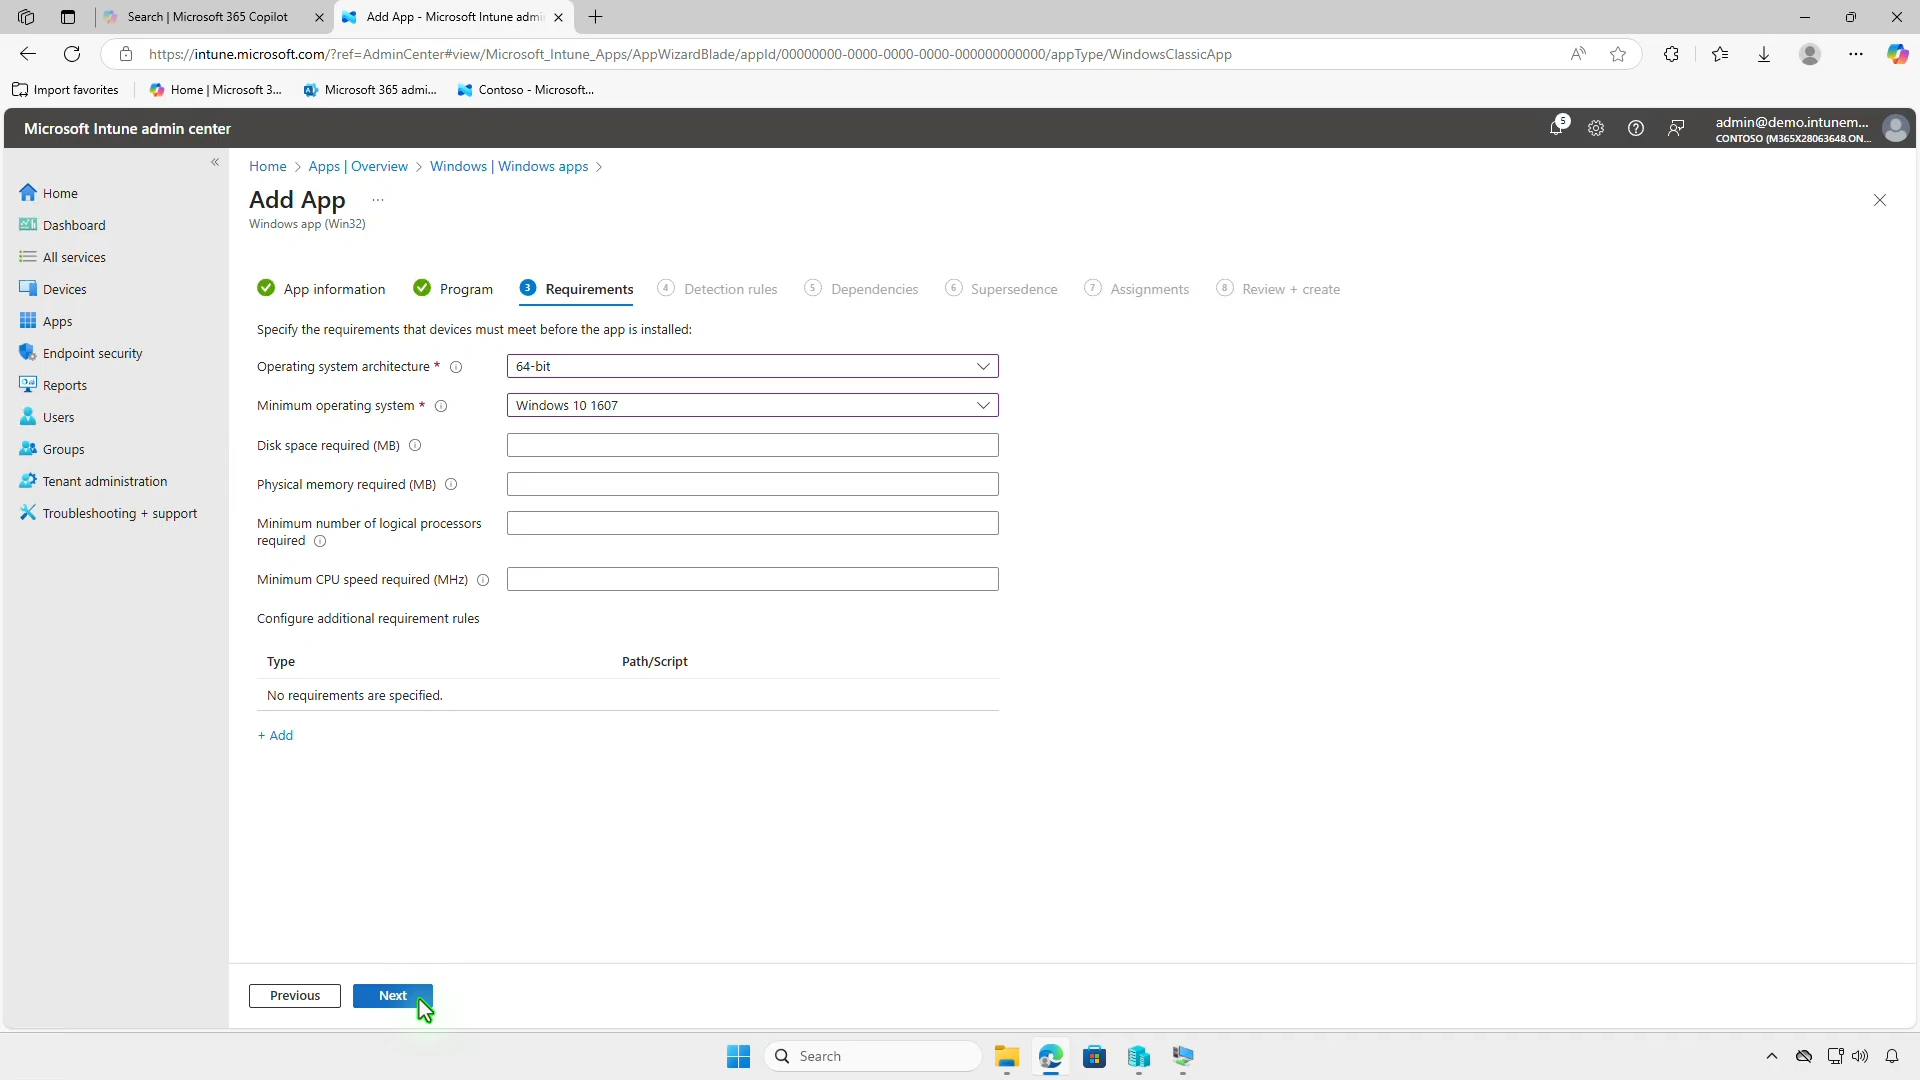 Search | Microsoft 365 Copilot
Add App - Microsoft Intune admi
https://intune.microsoft.com/?ref=AdminCenter#view/Microsoft_Intune_Apps/AppWizardBlade/appId/00000000-0000-0000-0000-000000000000/appType/WindowsClassicApp
Import favorites
Home | Microsoft 3...
Microsoft 365 admi...
Contoso - Microsoft...
Microsoft Intune admin center
5
admin@demo.intunem...
CONTOSO (M365X28063648.ON...
Home
Dashboard
All services
Devices
Apps
Endpoint security
Reports
Users
Groups
Tenant administration
Troubleshooting + support
Home > Apps | Overview > Windows | Windows apps >
Add App ...
Windows app (Win32)
App information
Program
3 Requirements
4 Detection rules
5 Dependencies
6 Supersedence
7 Assignments
8 Review + create
Specify the requirements that devices must meet before the app is installed:
Operating system architecture *
64-bit
Minimum operating system *
Windows 10 1607
Disk space required (MB)
Physical memory required (MB)
Minimum number of logical processors
required
Minimum CPU speed required (MHz)
Configure additional requirement rules
Type
Path/Script
No requirements are specified.
+ Add
Previous
Next
Search